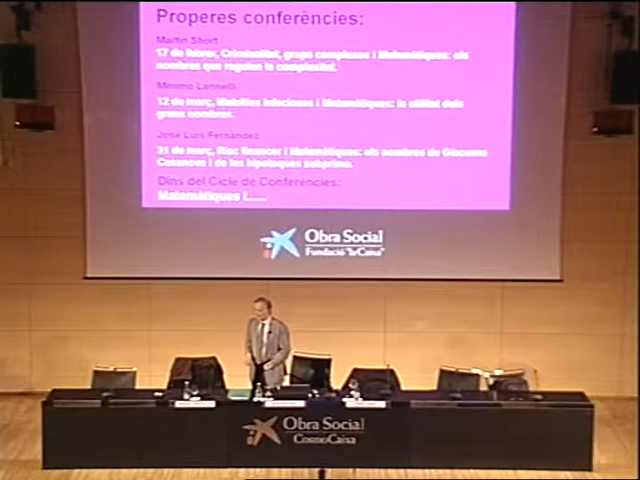 Properes conferències:
Martin Short
17 de febrer, Criminalitat, grups complexos i Matemàtiques: els
nombres que regeixen la complexitat.
Mimmo Iannelli
12 de març, Malalties infeccioses i Matemàtiques: la utilitat dels
grans nombres.
José Luis Fernández
31 de març, Risc financer i Matemàtiques: els nombres de Giacomo
Casanova i de les hipoteques subprime.
Dins del Cicle de Conferències:
Matemàtiques i.....
Obra Social
Fundació "la Caixa"
Obra Social
CosmoCaixa